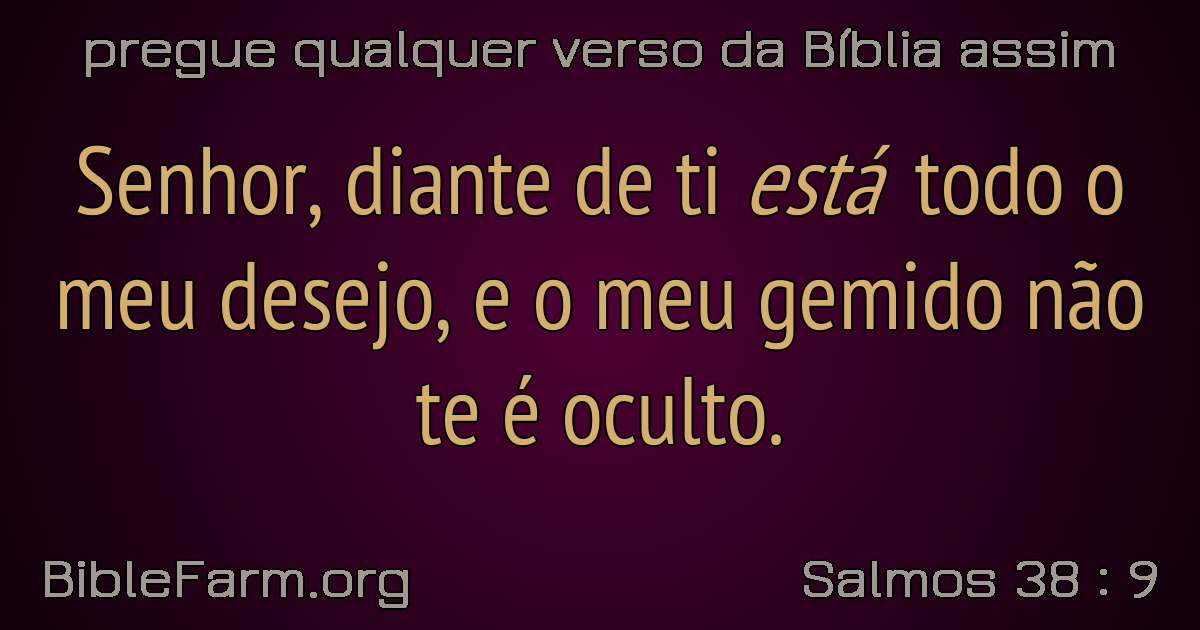 pregue qualquer verso da Bíblia assim
Senhor, diante de ti está todo o
meu desejo, e o meu gemido não
te é oculto.
BibleFarm.org
Salmos 38 : 9